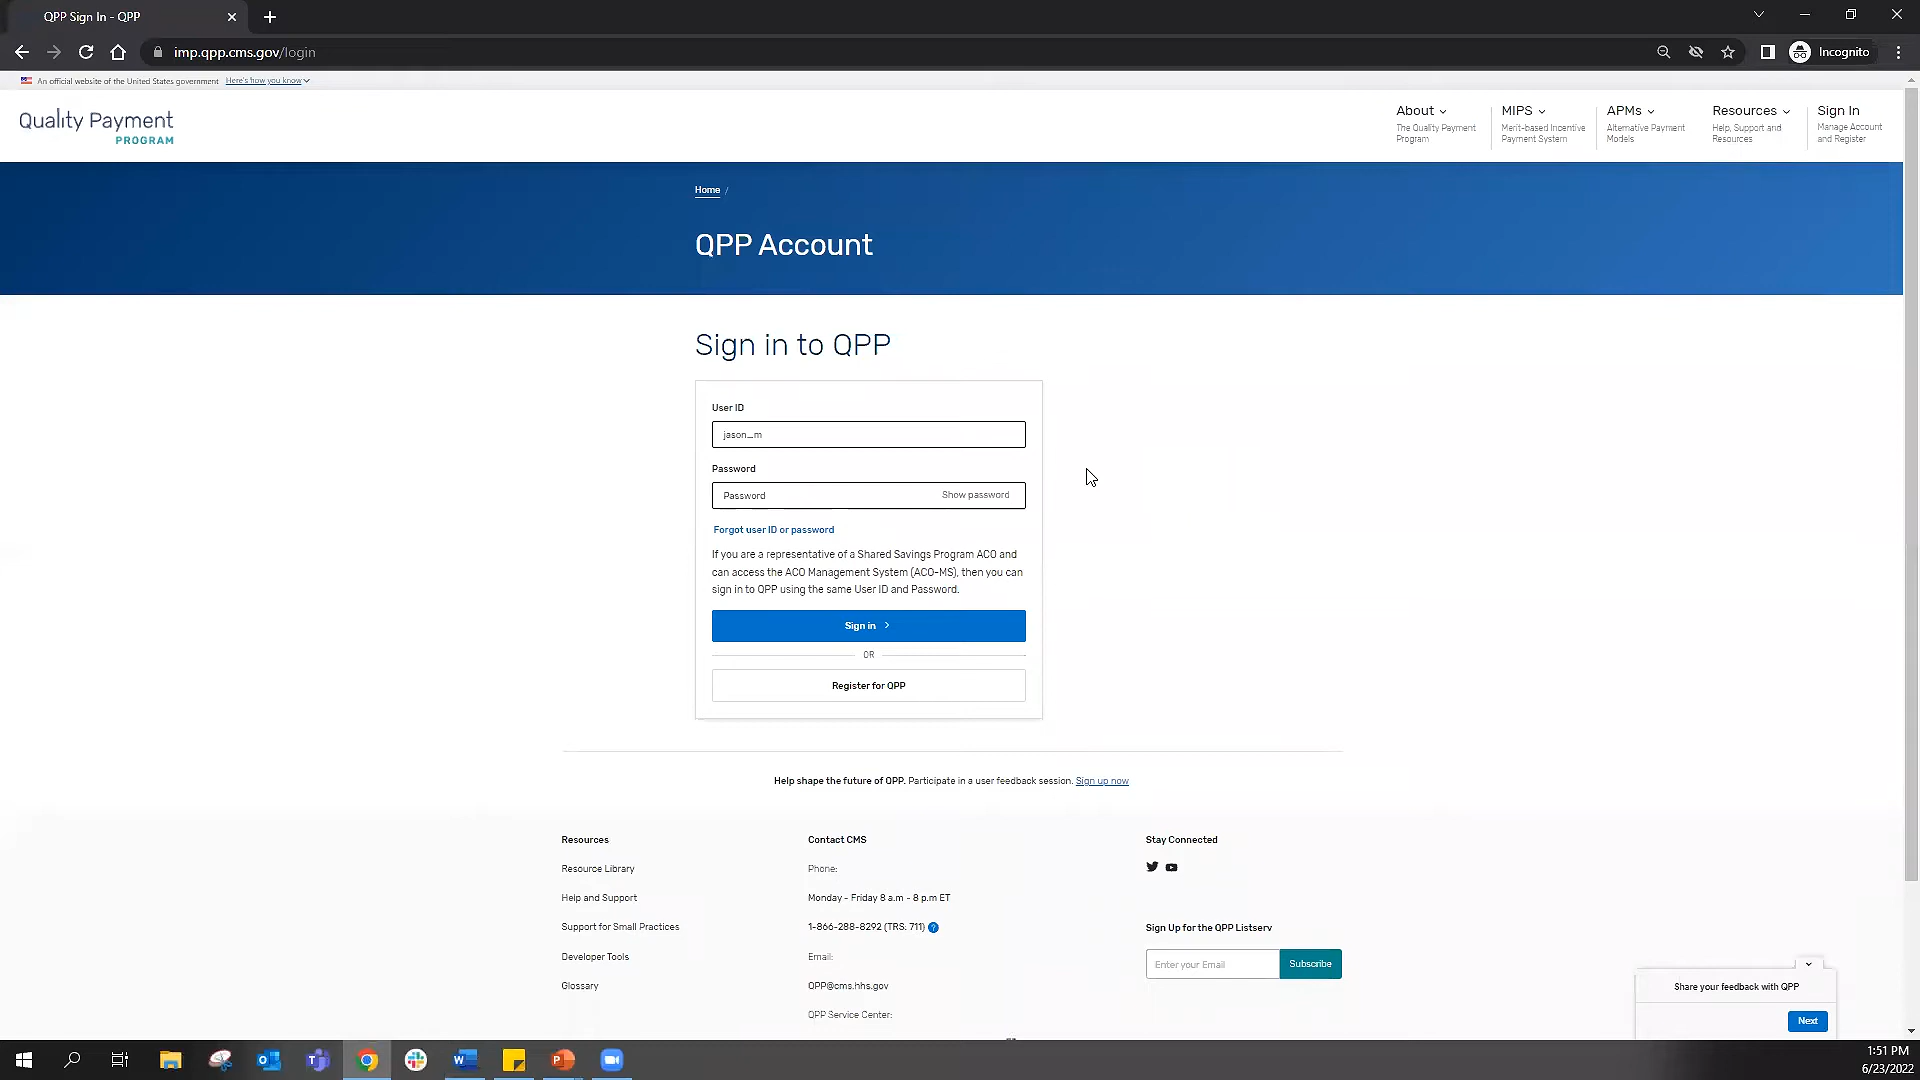 QPP Sign In - QPP
imp.qpp.cms.gov/login
Incognito
An official website of the United States government Here's how you know
Quality Payment
PROGRAM
About
The Quality Payment
Program
MIPS
Merit-based Incentive
Payment System
APMs
Alternative Payment
Models
Resources
Help, Support and
Resources
Sign In
Manage Account
and Register
Home /
QPP Account
Sign in to QPP
User ID
jason_m
Password
Password Show password
Forgot user ID or password
If you are a representative of a Shared Savings Program ACO and
can access the ACO Management System (ACO-MS), then you can
sign in to QPP using the same User ID and Password.
Sign in >
OR
Register for QPP
Help shape the future of QPP. Participate in a user feedback session. Sign up now
Resources
Resource Library
Help and Support
Support for Small Practices
Developer Tools
Glossary
Contact CMS
Phone:
Monday - Friday 8 a.m - 8 p.m ET
1-866-288-8292 (TRS: 711) ?
Email:
QPP@cms.hhs.gov
QPP Service Center:
Stay Connected
Sign Up for the QPP Listserv
Enter your Email Subscribe
Share your feedback with QPP
Next
1:51 PM
6/23/2022